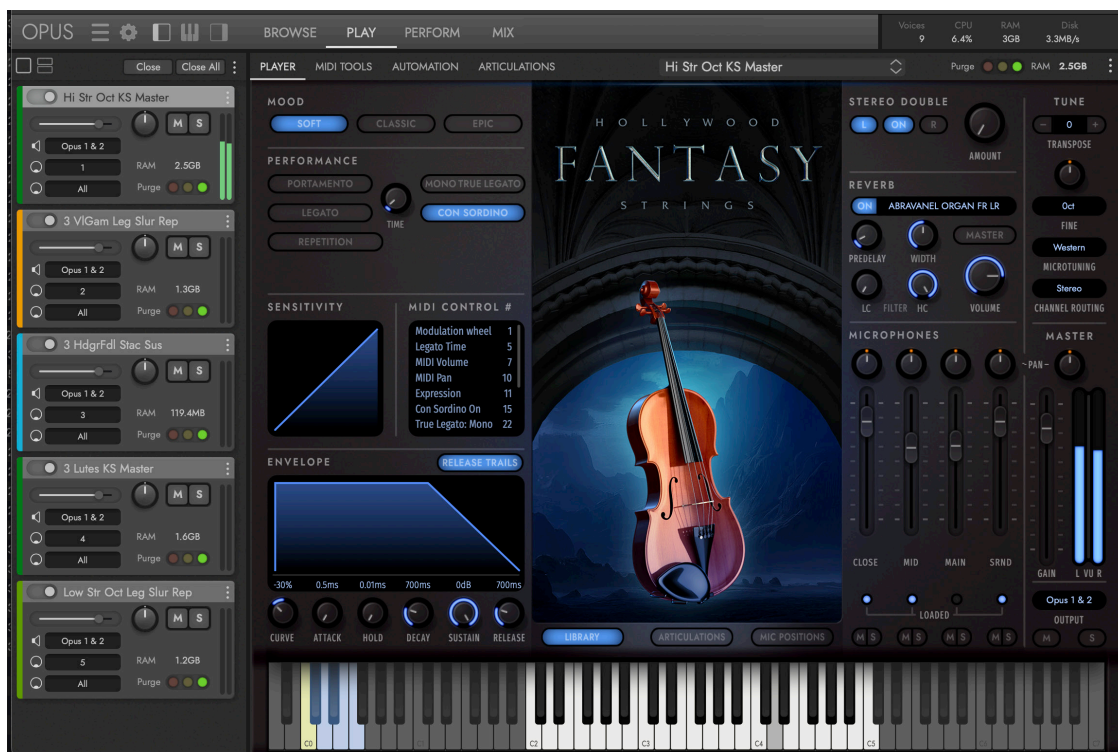 OPUS
BROWSE PLAY PERFORM MIX
Voices CPU RAM Disk
9 6.4% 3GB 3.3MB/s
Close Close All
PLAYER MIDI TOOLS AUTOMATION ARTICULATIONS
Hi Str Oct KS Master
Purge RAM 2.5GB
Hi Str Oct KS Master
M S
Opus 1 & 2
1 RAM 2.5GB
All Purge
3 VlGam Leg Slur Rep
M S
Opus 1 & 2
2 RAM 1.3GB
All Purge
3 HdgrFdl Stac Sus
M S
Opus 1 & 2
3 RAM 119.4MB
All Purge
3 Lutes KS Master
M S
Opus 1 & 2
4 RAM 1.6GB
All Purge
Low Str Oct Leg Slur Rep
M S
Opus 1 & 2
5 RAM 1.2GB
All Purge
MOOD
SOFT CLASSIC EPIC
PERFORMANCE
PORTAMENTO MONO TRUE LEGATO
LEGATO CON SORDINO
TIME
REPETITION
SENSITIVITY
MIDI CONTROL #
Modulation wheel 1
Legato Time 5
MIDI Volume 7
MIDI Pan 10
Expression 11
Con Sordino On 15
True Legato: Mono 22
ENVELOPE RELEASE TRAILS
-30% 0.5ms 0.01ms 700ms 0dB 700ms
CURVE ATTACK HOLD DECAY SUSTAIN RELEASE
HOLLYWOOD
FANTASY
STRINGS
LIBRARY ARTICULATIONS MIC POSITIONS
STEREO DOUBLE
L ON R
AMOUNT
REVERB
ON ABRAVANEL ORGAN FR LR
MASTER
PREDELAY WIDTH
LC FILTER HC VOLUME
MICROPHONES
CLOSE MID MAIN SRND
LOADED
M S M S M S M S
TUNE
- 0 +
TRANSPOSE
0ct
FINE
Western
MICROTUNING
Stereo
CHANNEL ROUTING
MASTER
~PAN~
GAIN L VU R
Opus 1 & 2
OUTPUT
M S
C0 C2 C3 C4 C5